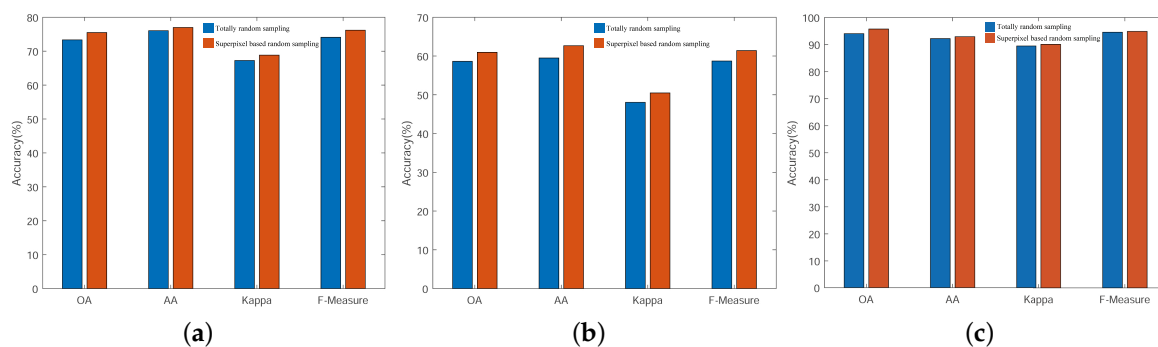 80
70
60
50
40
30
20
10
0
Accuracy(%)
OA AA Kappa F-Measure
Totally random sampling
Superpixel based random sampling
(a)
70
60
50
40
30
20
10
0
Accuracy(%)
OA AA Kappa F-Measure
Totally random sampling
Superpixel based random sampling
(b)
100
90
80
70
60
50
40
30
20
10
0
Accuracy(%)
OA AA Kappa F-Measure
Totally random sampling
Superpixel based random sampling
(c)